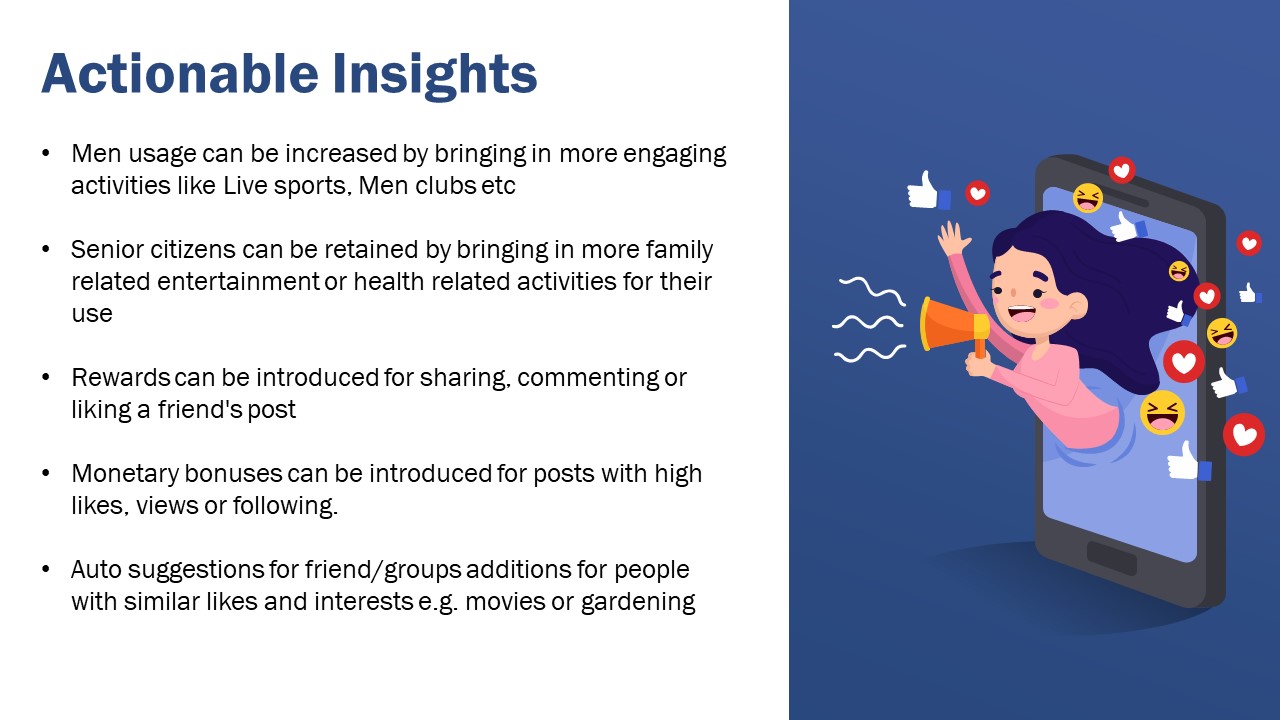 Actionable Insights
• Men usage can be increased by bringing in more engaging
activities like Live sports, Men clubs etc
• Senior citizens can be retained by bringing in more family
related entertainment or health related activities for their
use
• Rewards can be introduced for sharing, commenting or
liking a friend's post
• Monetary bonuses can be introduced for posts with high
likes, views or following.
• Auto suggestions for friend/groups additions for people
with similar likes and interests e.g. movies or gardening